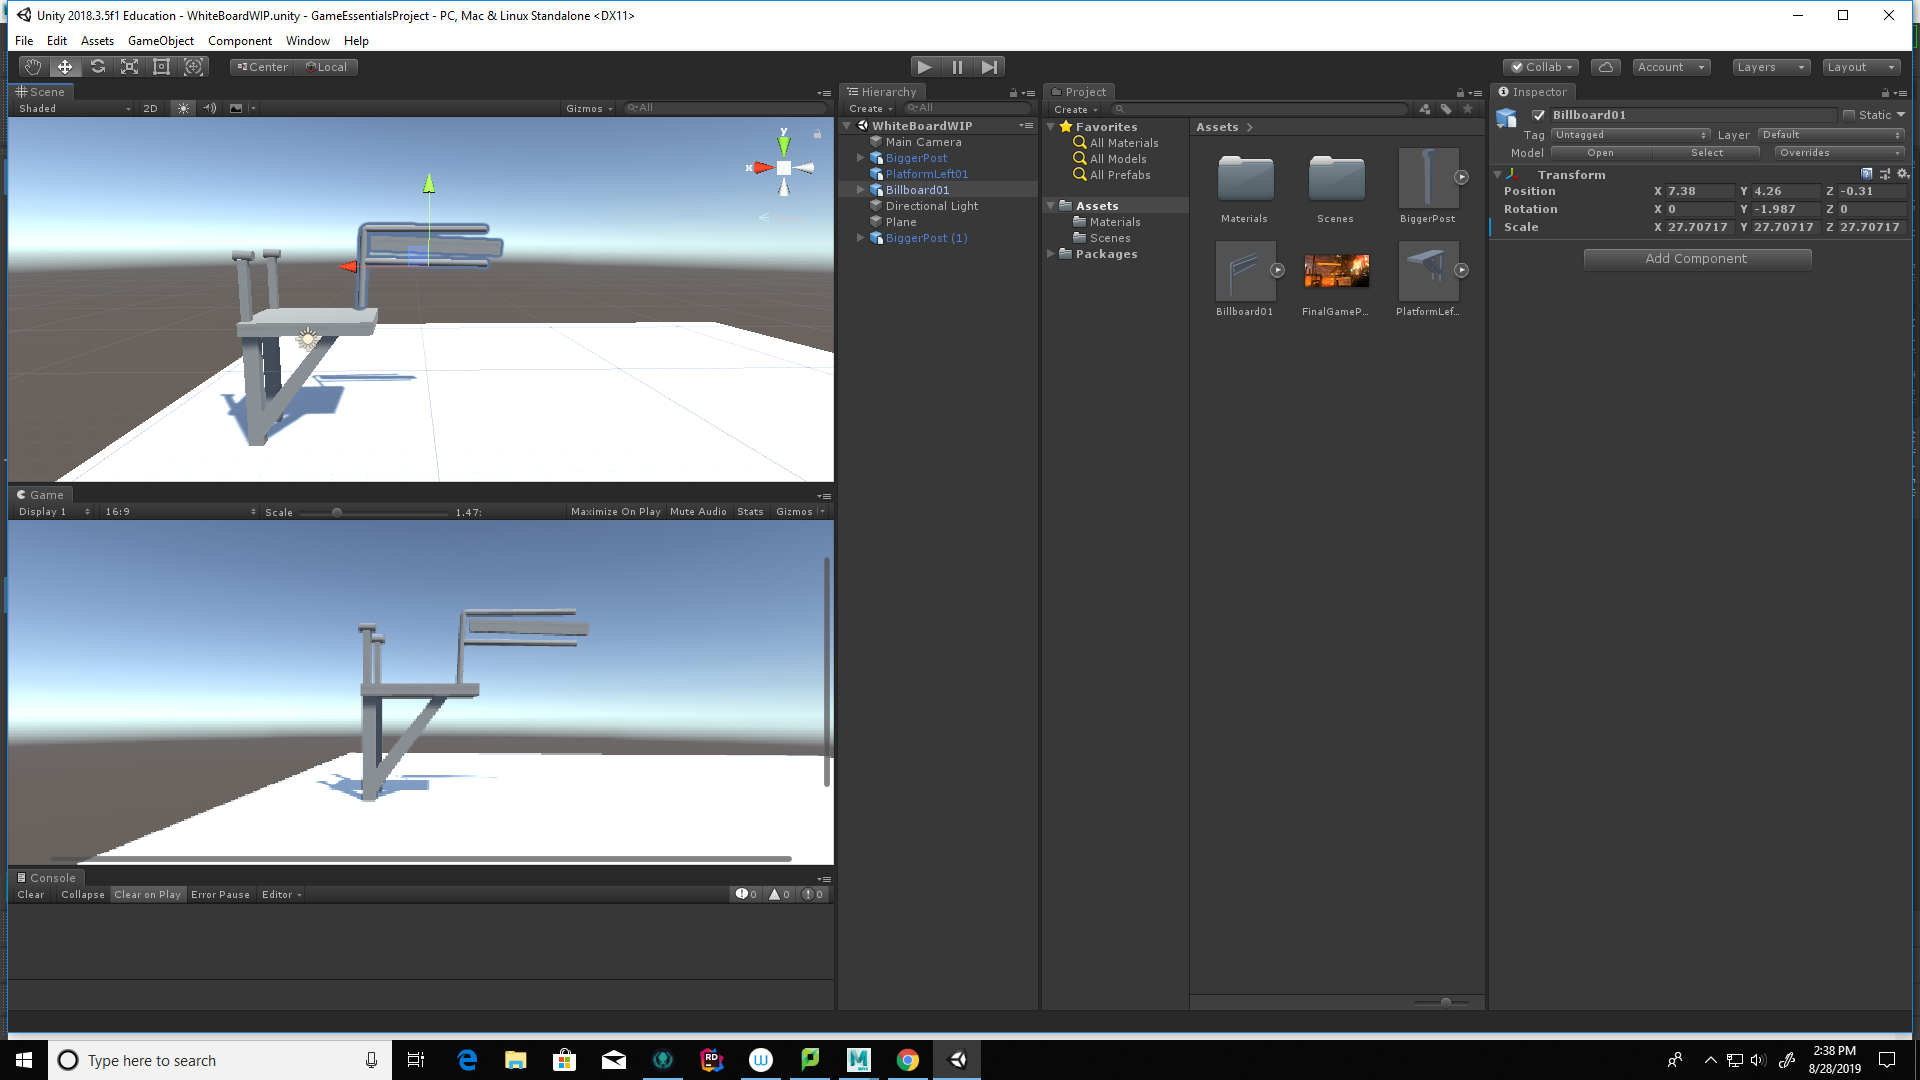 Unity 2018.3.5f1 Education - WhiteBoardWIP.unity - GameEssentialsProject - PC, Mac & Linux Standalone <DX11>
File Edit Assets GameObject Component Window Help
Center Local
Collab Account Layers Layout
Scene
Shaded 2D Gizmos All
y
x
Game
Display 1 16:9 Scale 1.47: Maximize On Play Mute Audio Stats Gizmos
Console
Clear Collapse Clear on Play Error Pause Editor 0 0 0
Hierarchy
Create All
WhiteBoardWIP
Main Camera
BiggerPost
PlatformLeft01
Billboard01
Directional Light
Plane
BiggerPost (1)
Project
Create
Favorites
All Materials
All Models
All Prefabs
Assets
Materials
Scenes
Packages
Assets
Materials Scenes BiggerPost
Billboard01 FinalGameP... PlatformLef...
Inspector
Billboard01 Static
Tag Untagged Layer Default
Model Open Select Overrides
Transform
Position X 7.38 Y 4.26 Z -0.31
Rotation X 0 Y -1.987 Z 0
Scale X 27.70717 Y 27.70717 Z 27.70717
Add Component
Type here to search
2:38 PM
8/28/2019